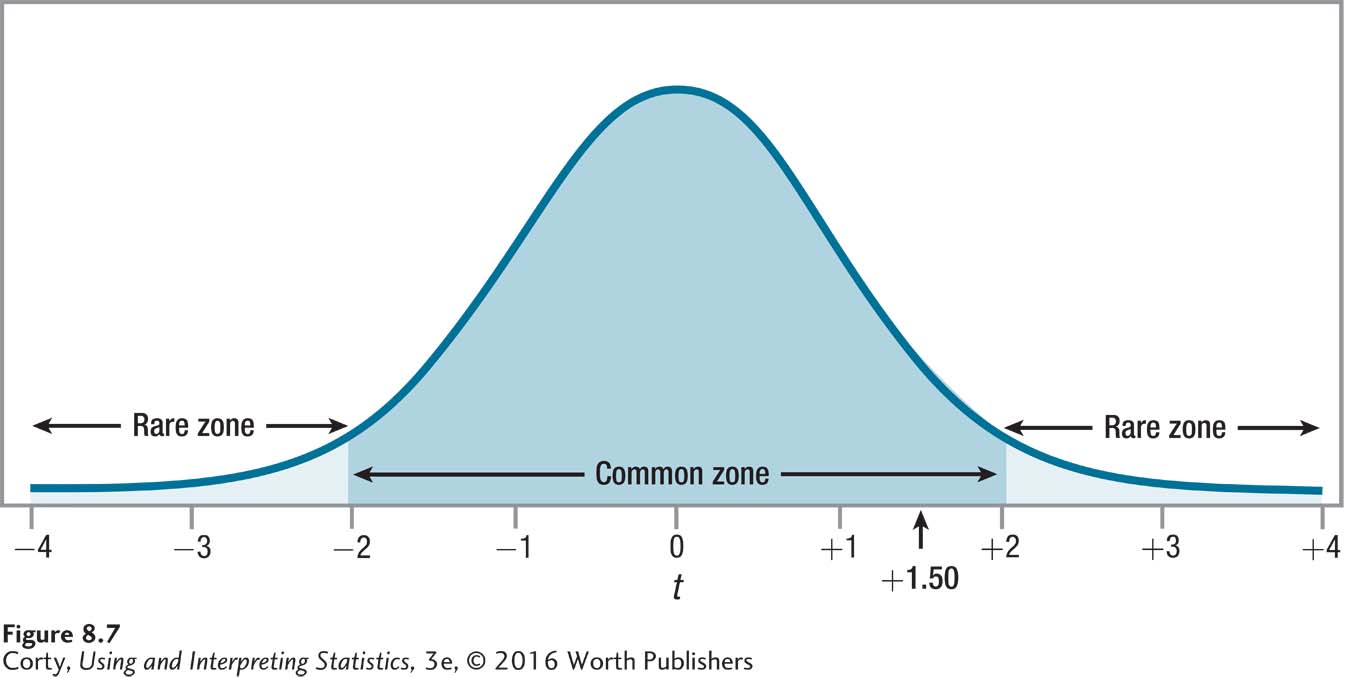 Rare zone
Rare zone
Common zone
−4 −3 −2 −1 0 +1 +2 +3 +4
t
+1.50
Figure 8.7
Corty, Using and Interpreting Statistics, 3e, © 2016 Worth Publishers